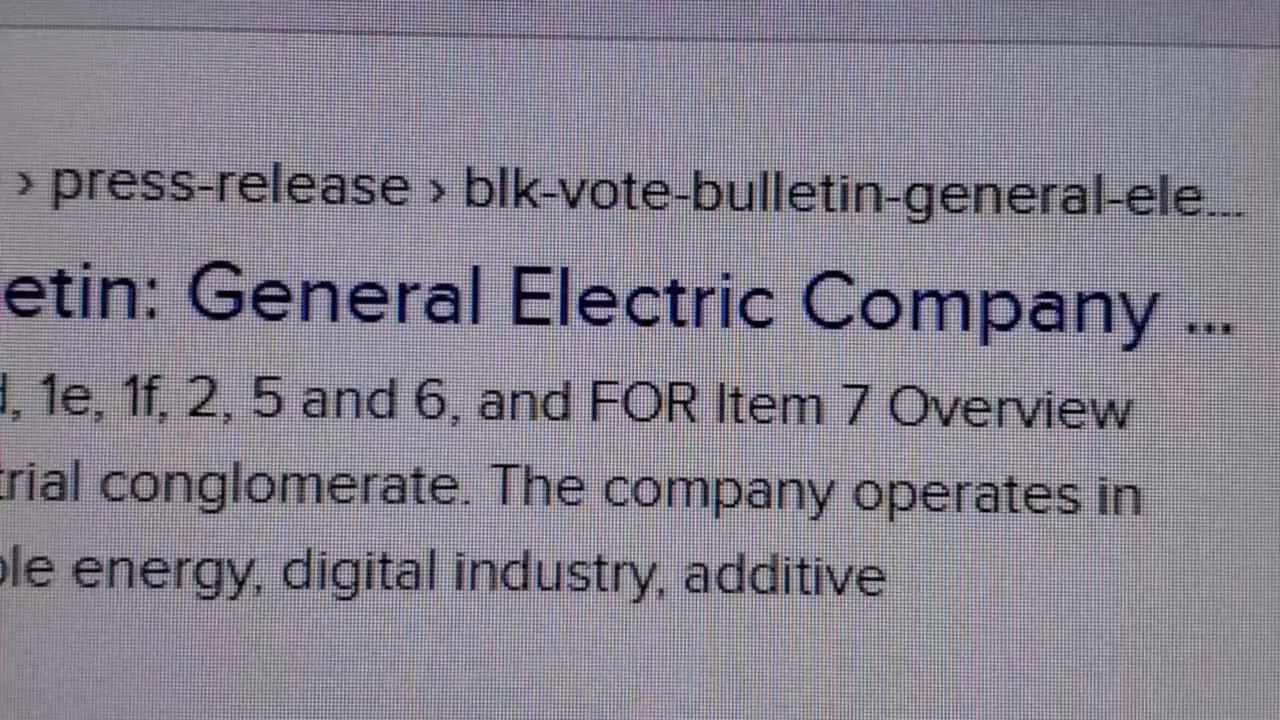 › press-release › blk-vote-bulletin-general-ele...
etin: General Electric Company ...
, 1e, 1f, 2, 5 and 6, and FOR Item 7 Overview
rial conglomerate. The company operates in
le energy, digital industry, additive